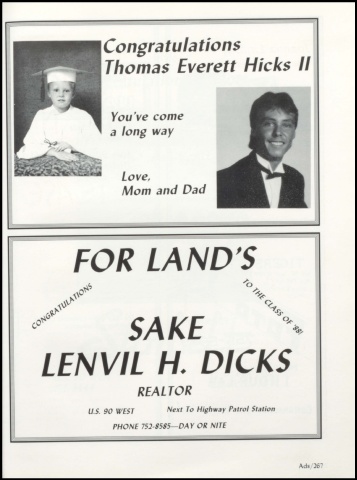 Congratulations
Thomas Everett Hicks II
You've come
a long way
Love,
Mom and Dad
FOR LAND'S
CONGRATULATIONS
TO THE CLASS OF '88!
SAKE
LENVIL H. DICKS
REALTOR
U.S. 90 WEST Next To Highway Patrol Station
PHONE 752-8585—DAY OR NITE
Ads/267